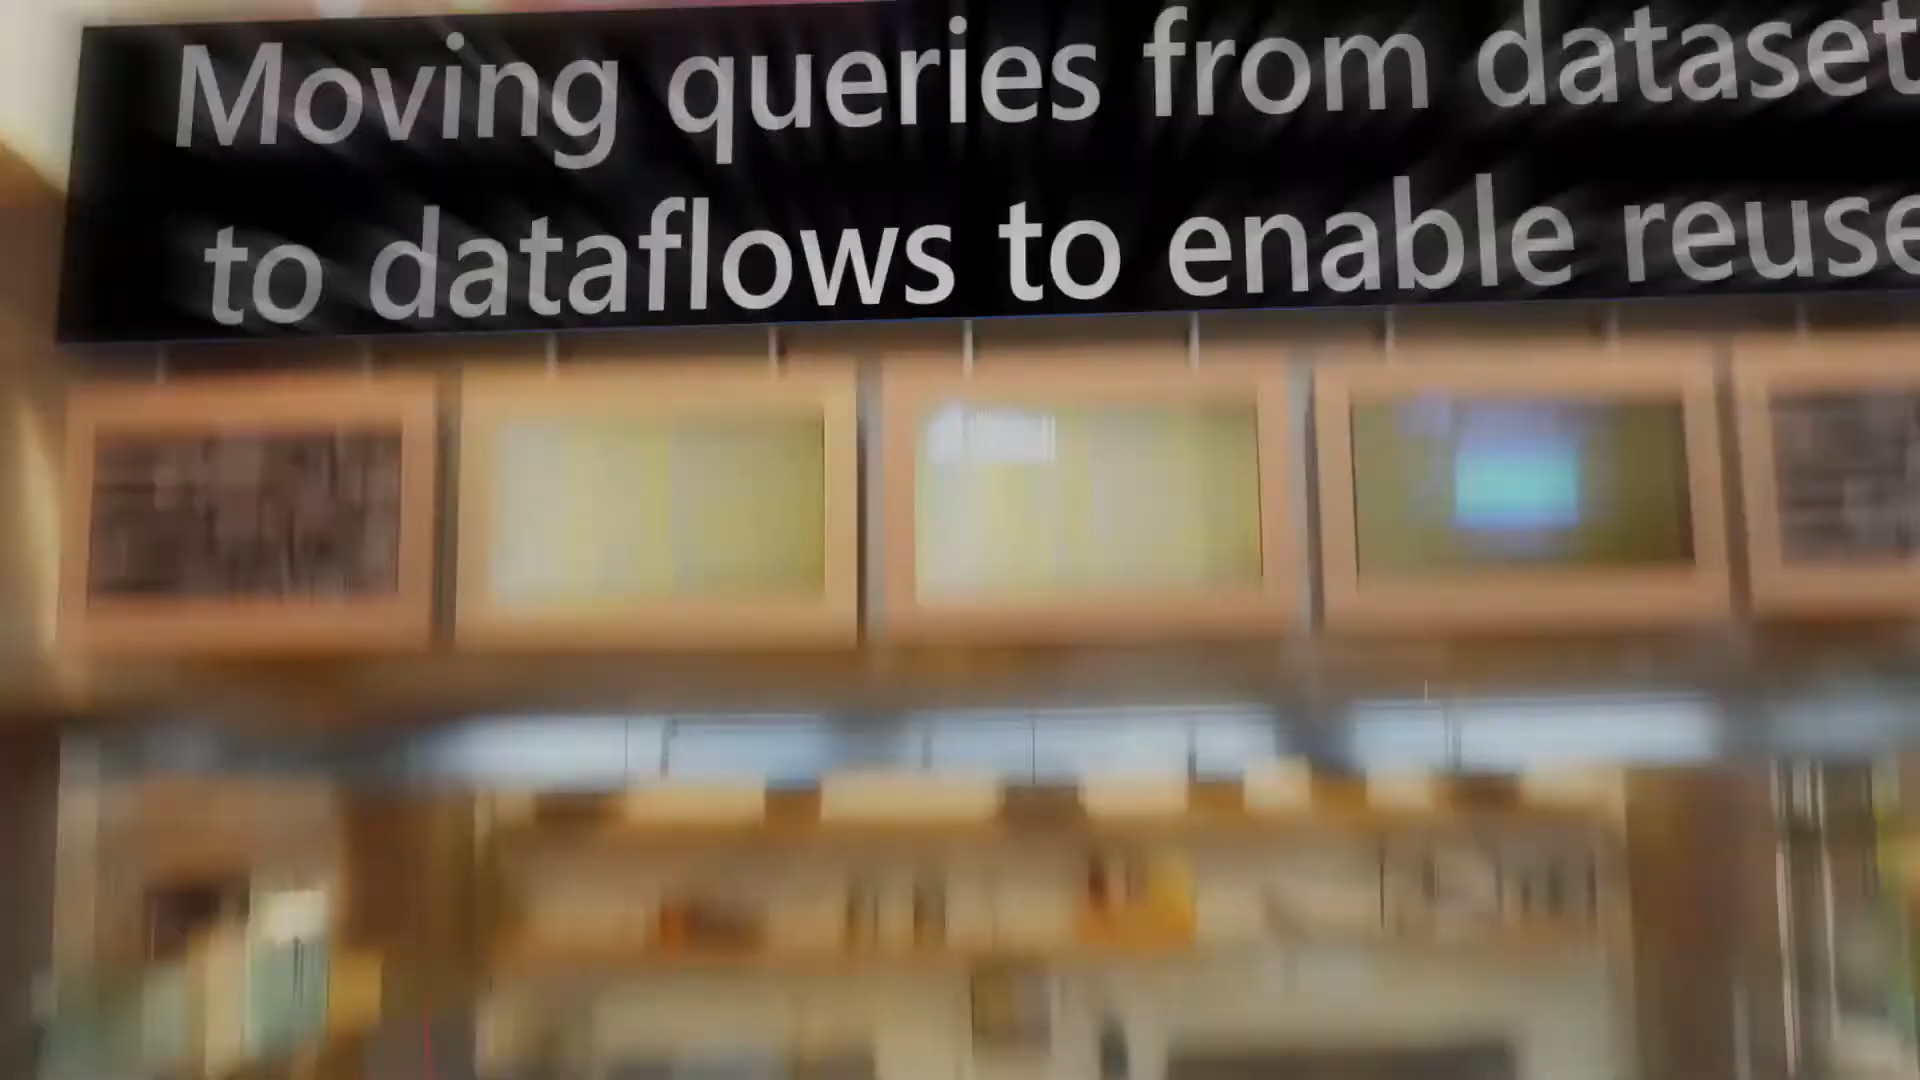 Moving queries from dataset
to dataflows to enable reuse